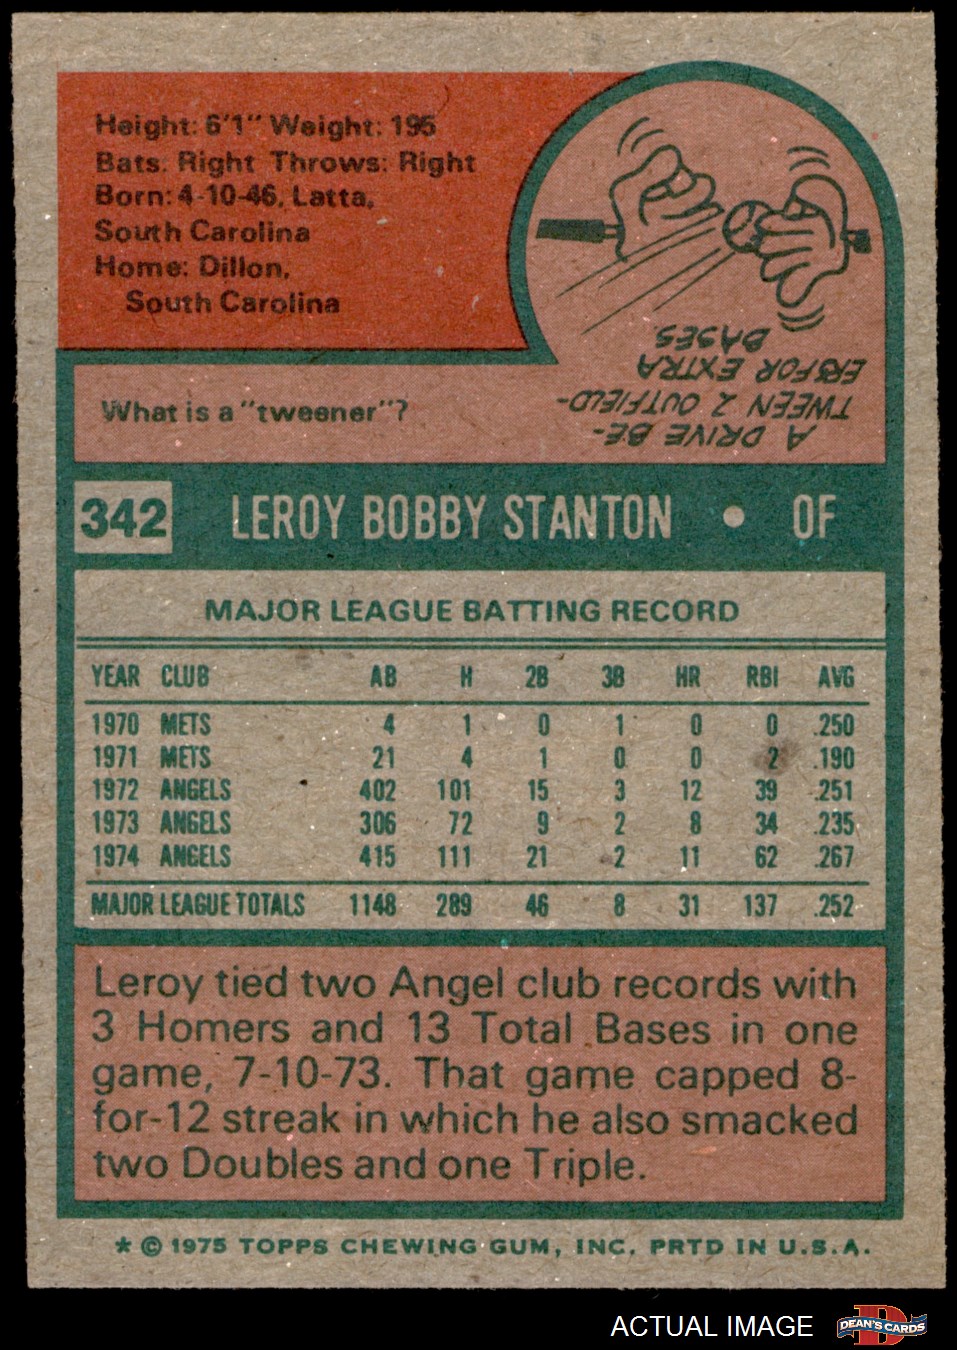 Height: 6'1" Weight: 195
Bats: Right Throws: Right
Born: 4-10-46, Latta,
South Carolina
Home: Dillon,
South Carolina
What is a "tweener"?
A DRIVE BE-
TWEEN 2 OUTFIELD-
ERS FOR EXTRA
BASES.
342 LEROY BOBBY STANTON • OF
MAJOR LEAGUE BATTING RECORD
YEAR CLUB AB H 2B 3B HR RBI AVG
1970 METS 4 1 0 1 0 0 .250
1971 METS 21 4 1 0 0 2 .190
1972 ANGELS 402 101 15 3 12 39 .251
1973 ANGELS 306 72 9 2 8 34 .235
1974 ANGELS 415 111 21 2 11 62 .267
MAJOR LEAGUE TOTALS 1148 289 46 8 31 137 .252
Leroy tied two Angel club records with
3 Homers and 13 Total Bases in one
game, 7-10-73. That game capped 8-
for-12 streak in which he also smacked
two Doubles and one Triple.
* © 1975 TOPPS CHEWING GUM, INC. PRTD IN U.S.A.
ACTUAL IMAGE DEAN'S CARDS